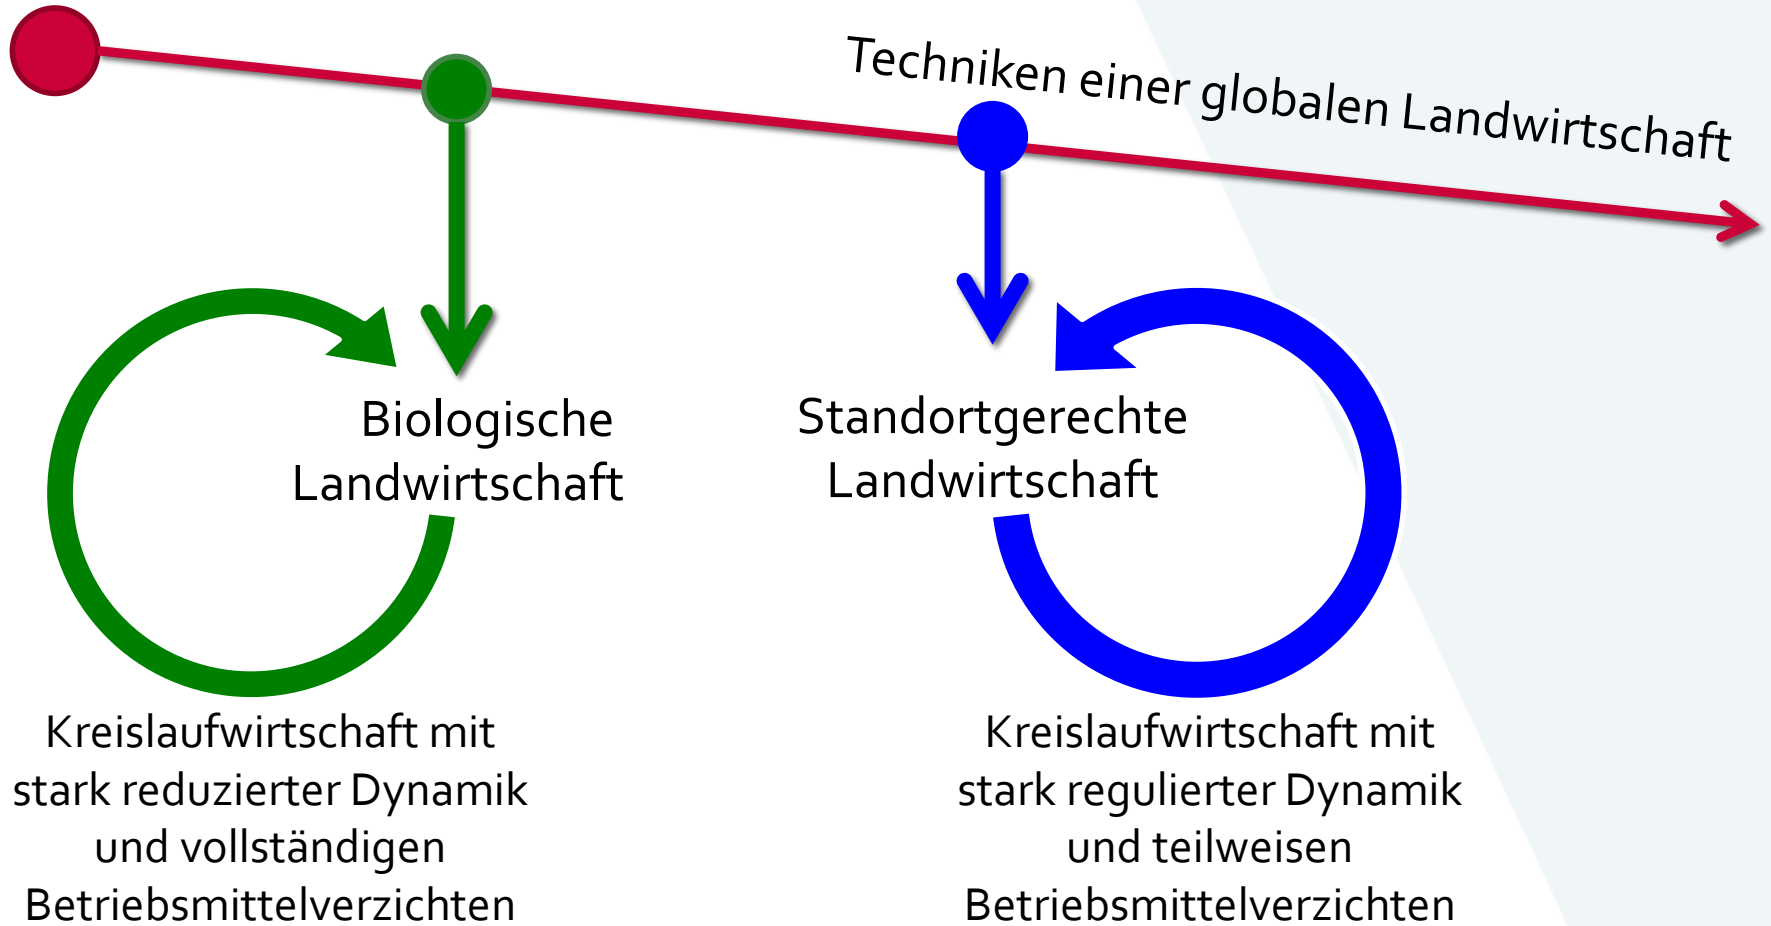 Techniken einer globalen Landwirtschaft
Biologische
Landwirtschaft
Standortgerechte
Landwirtschaft
Kreislaufwirtschaft mit
stark reduzierter Dynamik
und vollständigen
Betriebsmittelverzichten
Kreislaufwirtschaft mit
stark regulierter Dynamik
und teilweisen
Betriebsmittelverzichten